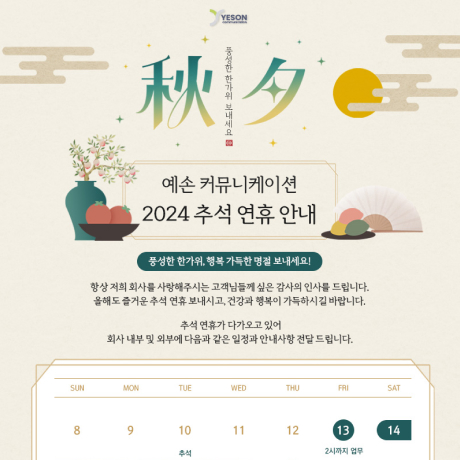 YESON
秋夕
풍성한 한가위 보내세요
예손 커뮤니케이션
2024 추석 연휴 안내
풍성한 한가위, 행복 가득한 명절 보내세요!
항상 저희 회사를 사랑해주시는 고객님들께 싶은 감사의 인사를 드립니다.
올해도 즐거운 추석 연휴 보내시고, 건강과 행복이 가득하시길 바랍니다.
추석 연휴가 다가오고 있어
회사 내부 및 외부에 다음과 같은 일정과 안내사항 전달 드립니다.
SUN MON TUE WED THU FRI SAT
8 9 10 11 12 13 14
추석
2시까지 업무